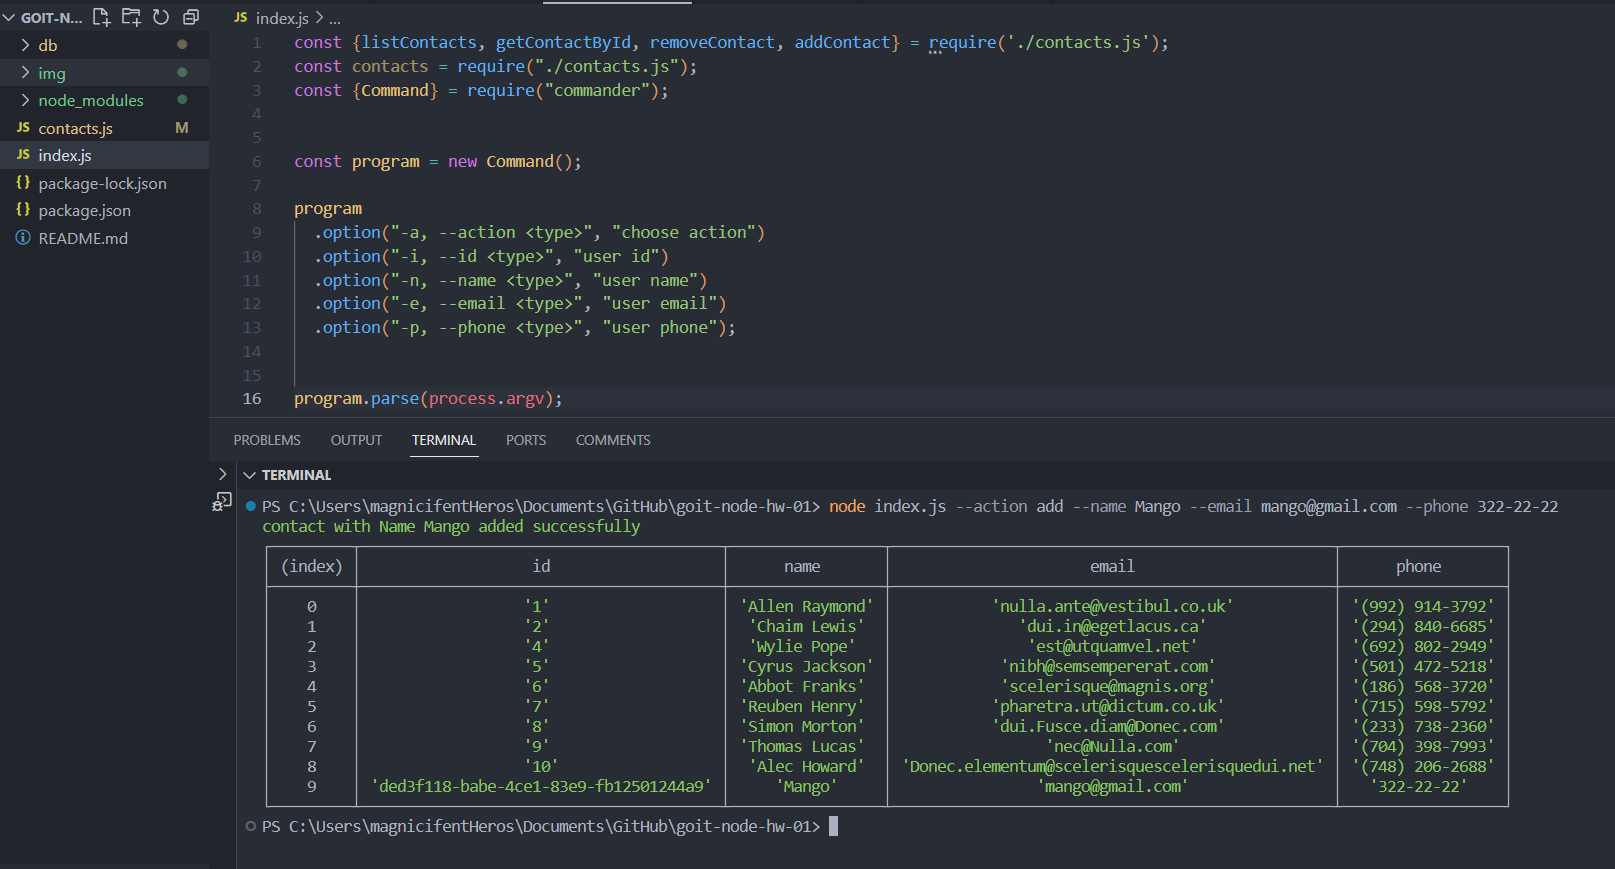 GOIT-N...
db
img
node_modules
JS contacts.js M
JS index.js
{} package-lock.json
{} package.json
README.md
JS index.js > ...
1 const {listContacts, getContactById, removeContact, addContact} = require('./contacts.js');
2 const contacts = require("./contacts.js");
3 const {Command} = require("commander");
4
5
6 const program = new Command();
7
8 program
9 .option("-a, --action <type>", "choose action")
10 .option("-i, --id <type>", "user id")
11 .option("-n, --name <type>", "user name")
12 .option("-e, --email <type>", "user email")
13 .option("-p, --phone <type>", "user phone");
14
15
16 program.parse(process.argv);
PROBLEMS OUTPUT TERMINAL PORTS COMMENTS
TERMINAL
PS C:\Users\magnicifentHeros\Documents\GitHub\goit-node-hw-01> node index.js --action add --name Mango --email mango@gmail.com --phone 322-22-22
contact with Name Mango added successfully
(index) id name email phone
0 '1' 'Allen Raymond' 'nulla.ante@vestibul.co.uk' '(992) 914-3792'
1 '2' 'Chaim Lewis' 'dui.in@egetlacus.ca' '(294) 840-6685'
2 '4' 'Wylie Pope' 'est@utquamvel.net' '(692) 802-2949'
3 '5' 'Cyrus Jackson' 'nibh@semsempererat.com' '(501) 472-5218'
4 '6' 'Abbot Franks' 'scelerisque@magnis.org' '(186) 568-3720'
5 '7' 'Reuben Henry' 'pharetra.ut@dictum.co.uk' '(715) 598-5792'
6 '8' 'Simon Morton' 'dui.Fusce.diam@Donec.com' '(233) 738-2360'
7 '9' 'Thomas Lucas' 'nec@Nulla.com' '(704) 398-7993'
8 '10' 'Alec Howard' 'Donec.elementum@scelerisquescelerisquedui.net' '(748) 206-2688'
9 'ded3f118-babe-4ce1-83e9-fb12501244a9' 'Mango' 'mango@gmail.com' '322-22-22'
PS C:\Users\magnicifentHeros\Documents\GitHub\goit-node-hw-01>